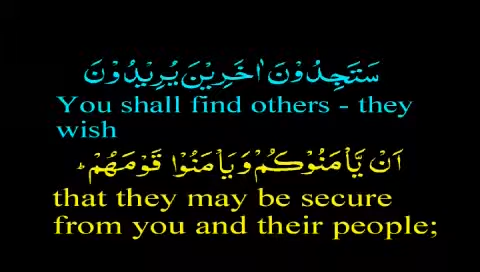 سَتَجِدُوْنَ اٰخَرِيْنَ يُرِيْدُوْنَ
You shall find others - they
wish
اَنْ يَّاْمَنُوْكُمْ وَيَاْمَنُوْا قَوْمَهُمْ ؕ
that they may be secure
from you and their people;